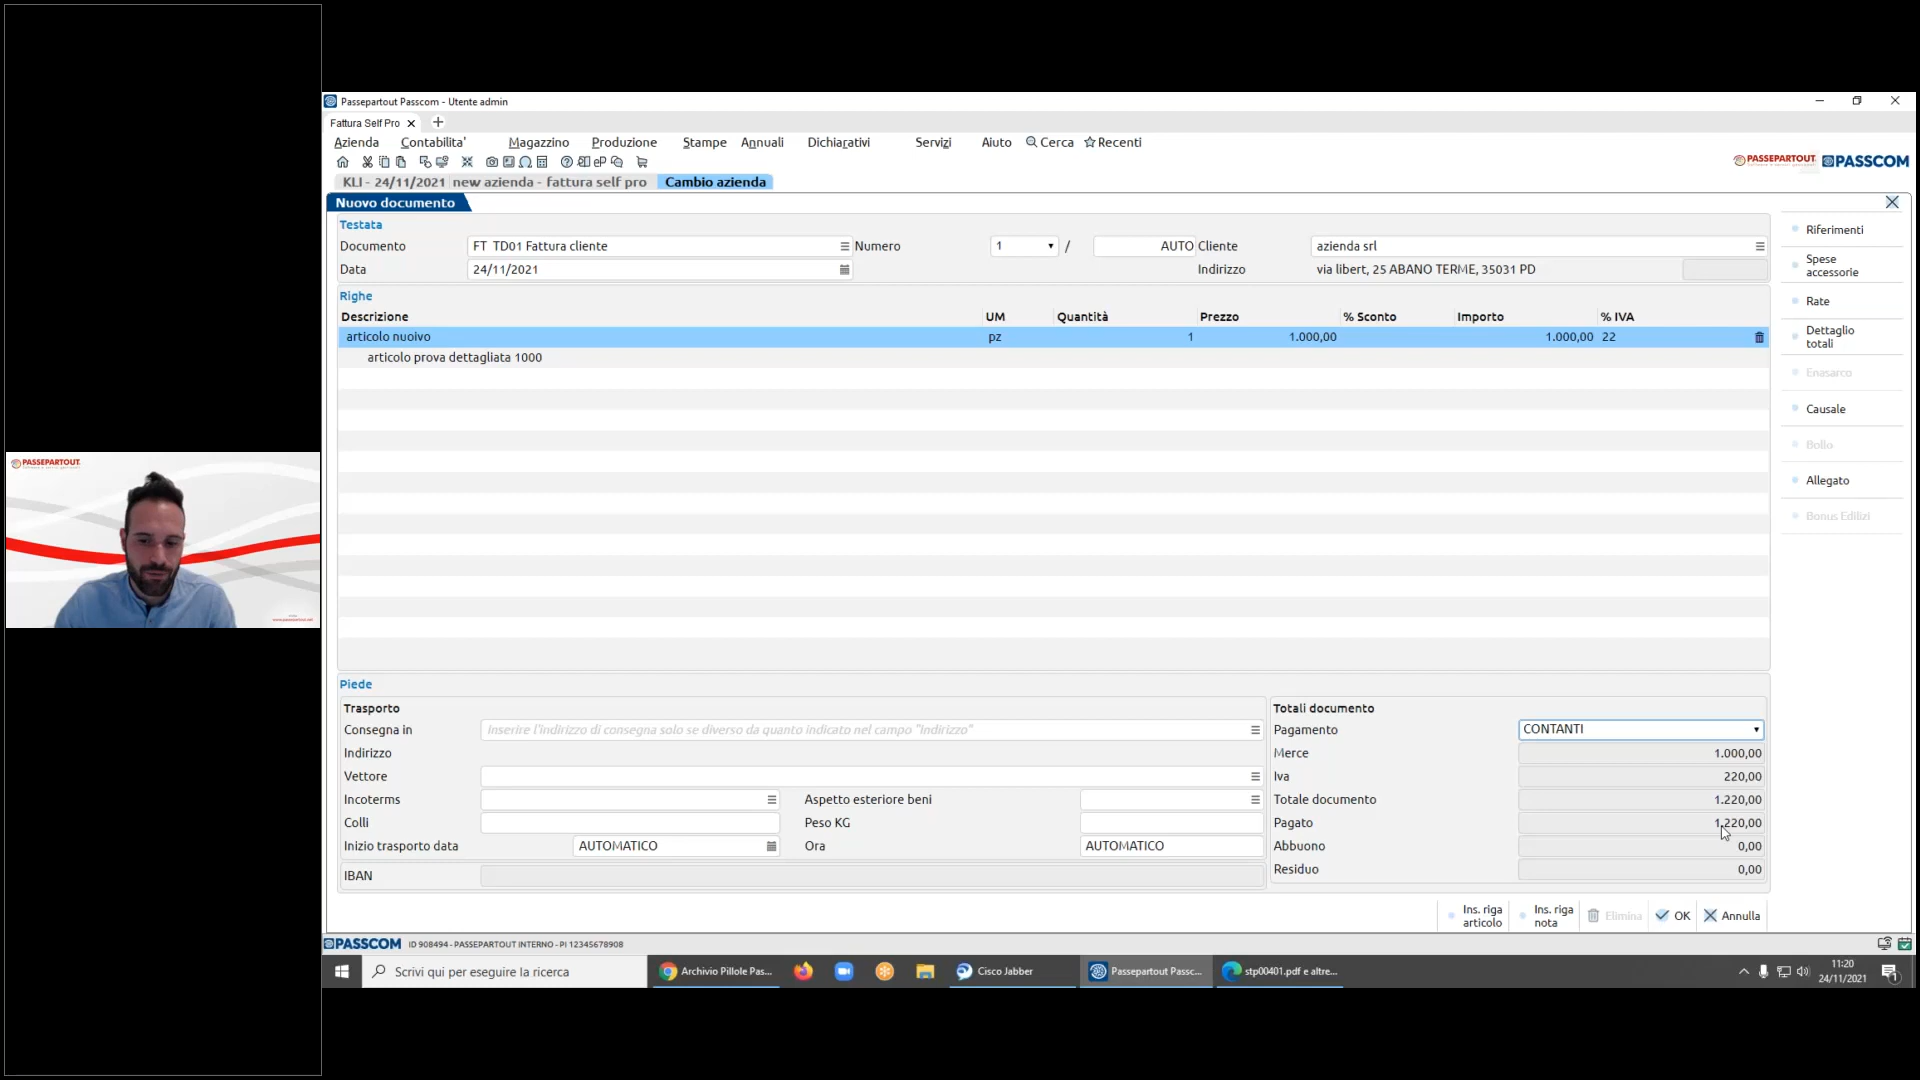 PASSEPARTOUT
Passepartout Passcom - Utente admin
Fattura Self Pro
Azienda Contabilita' Magazzino Produzione Stampe Annuali Dichiarativi Servizi Aiuto Cerca Recenti
PASSEPARTOUT PASSCOM
KLI - 24/11/2021 new azienda - fattura self pro Cambio azienda
Nuovo documento
Testata
Documento FT TD01 Fattura cliente Numero 1 / AUTO Cliente azienda srl
Data 24/11/2021 Indirizzo via libert, 25 ABANO TERME, 35031 PD
Righe
Descrizione UM Quantità Prezzo % Sconto Importo % IVA
articolo nuoivo pz 1 1.000,00 1.000,00 22
articolo prova dettagliata 1000
Riferimenti
Spese
accessorie
Rate
Dettaglio
totali
Enasarco
Causale
Bollo
Allegato
Bonus Edilizi
Piede
Trasporto
Consegna in Inserire l'indirizzo di consegna solo se diverso da quanto indicato nel campo "Indirizzo"
Indirizzo
Vettore
Incoterms Aspetto esteriore beni
Colli Peso KG
Inizio trasporto data AUTOMATICO Ora AUTOMATICO
IBAN
Totali documento
Pagamento CONTANTI
Merce 1.000,00
Iva 220,00
Totale documento 1.220,00
Pagato 1.220,00
Abbuono 0,00
Residuo 0,00
Ins. riga
articolo
Ins. riga
nota
Elimina
OK
Annulla
PASSCOM ID 908494 - PASSEPARTOUT INTERNO - PI 12345678908
Scrivi qui per eseguire la ricerca
Archivio Pillole Pas...
Cisco Jabber
Passepartout Passc...
stp00401.pdf e altre...
11:20
24/11/2021
1